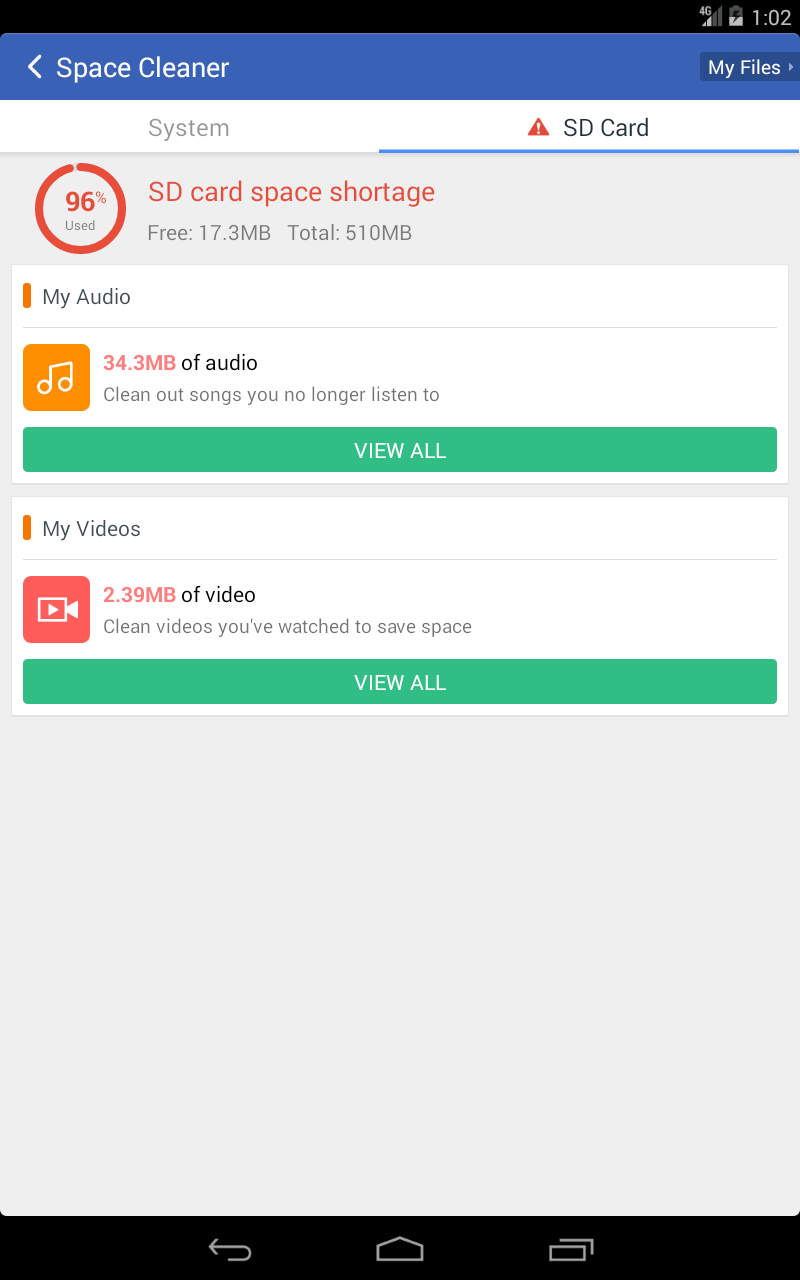 4G 1:02
Space Cleaner
My Files
System
SD Card
96%
Used
SD card space shortage
Free: 17.3MB Total: 510MB
My Audio
34.3MB of audio
Clean out songs you no longer listen to
VIEW ALL
My Videos
2.39MB of video
Clean videos you've watched to save space
VIEW ALL